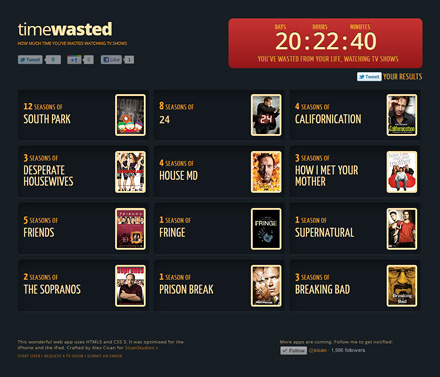 timewasted
HOW MUCH TIME YOU'VE WASTED WATCHING TV SHOWS
Tweet 0 +1 0 Like 1
DAYS HOURS MINUTES
20:22:40
YOU'VE WASTED FROM YOUR LIFE, WATCHING TV SHOWS
Tweet YOUR RESULTS
12 SEASONS OF
SOUTH PARK
8 SEASONS OF
24
24
4 SEASONS OF
CALIFORNICATION
Californication
3 SEASONS OF
DESPERATE
HOUSEWIVES
4 SEASONS OF
HOUSE MD
3 SEASONS OF
HOW I MET YOUR
MOTHER
5 SEASONS OF
FRIENDS
1 SEASON OF
FRINGE
FRINGE
1 SEASON OF
SUPERNATURAL
2 SEASONS OF
THE SOPRANOS
Sopranos
1 SEASON OF
PRISON BREAK
3 SEASONS OF
BREAKING BAD
Breaking
Bad
This wonderful web app uses HTML5 and CSS 3. It was optimised for the
iPhone and the iPad. Crafted by Alex Cican for
START OVER | REQUEST A TV SHOW | SUBMIT AN ERROR
More apps are coming. Follow me to get notified:
Follow @cican 1,586 followers